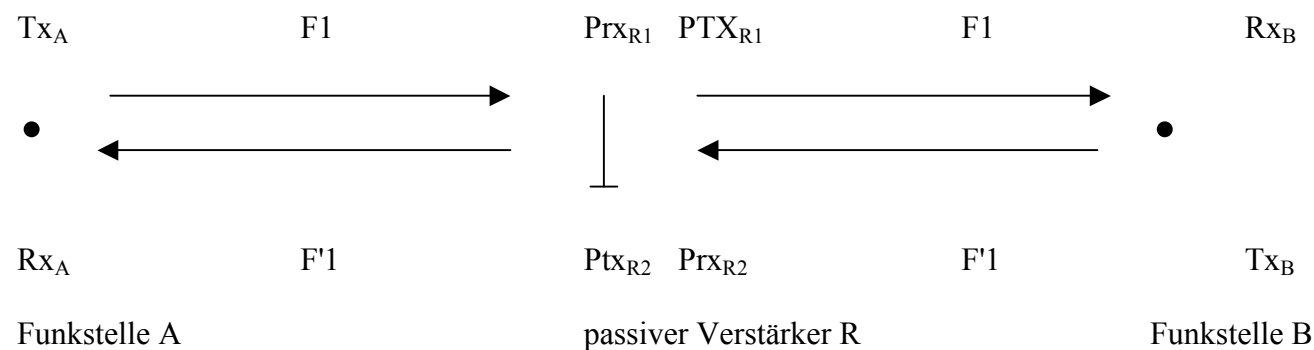 TxA F1 PrxR1 PTXR1 F1 RxB
RxA F'1 PtxR2 PrxR2 F'1 TxB
Funkstelle A passiver Verstärker R Funkstelle B